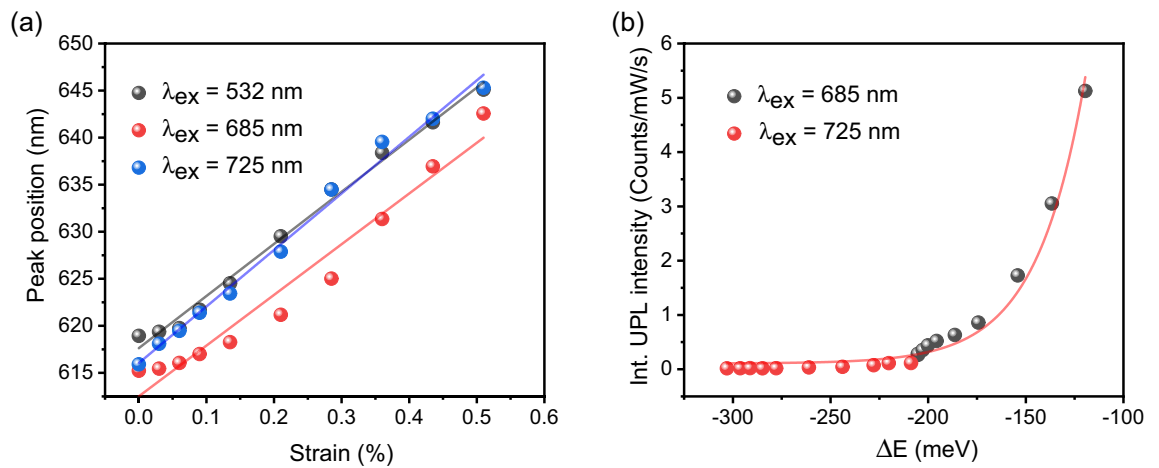 (a)
650
645
640
635
630
625
620
615
Peak position (nm)
λex = 532 nm
λex = 685 nm
λex = 725 nm
0.0 0.1 0.2 0.3 0.4 0.5 0.6
Strain (%)
(b)
6
5
4
3
2
1
0
Int. UPL intensity (Counts/mW/s)
λex = 685 nm
λex = 725 nm
-300 -250 -200 -150 -100
ΔE (meV)